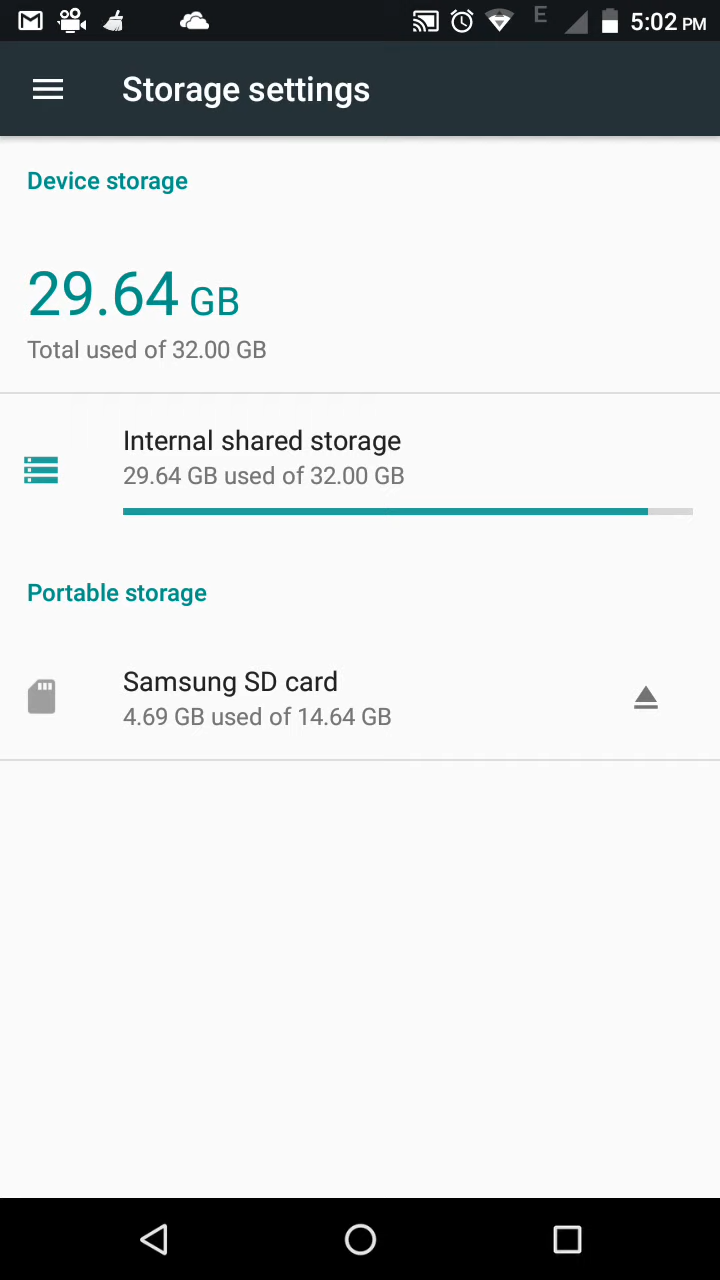 E 5:02 PM
Storage settings
Device storage
29.64 GB
Total used of 32.00 GB
Internal shared storage
29.64 GB used of 32.00 GB
Portable storage
Samsung SD card
4.69 GB used of 14.64 GB